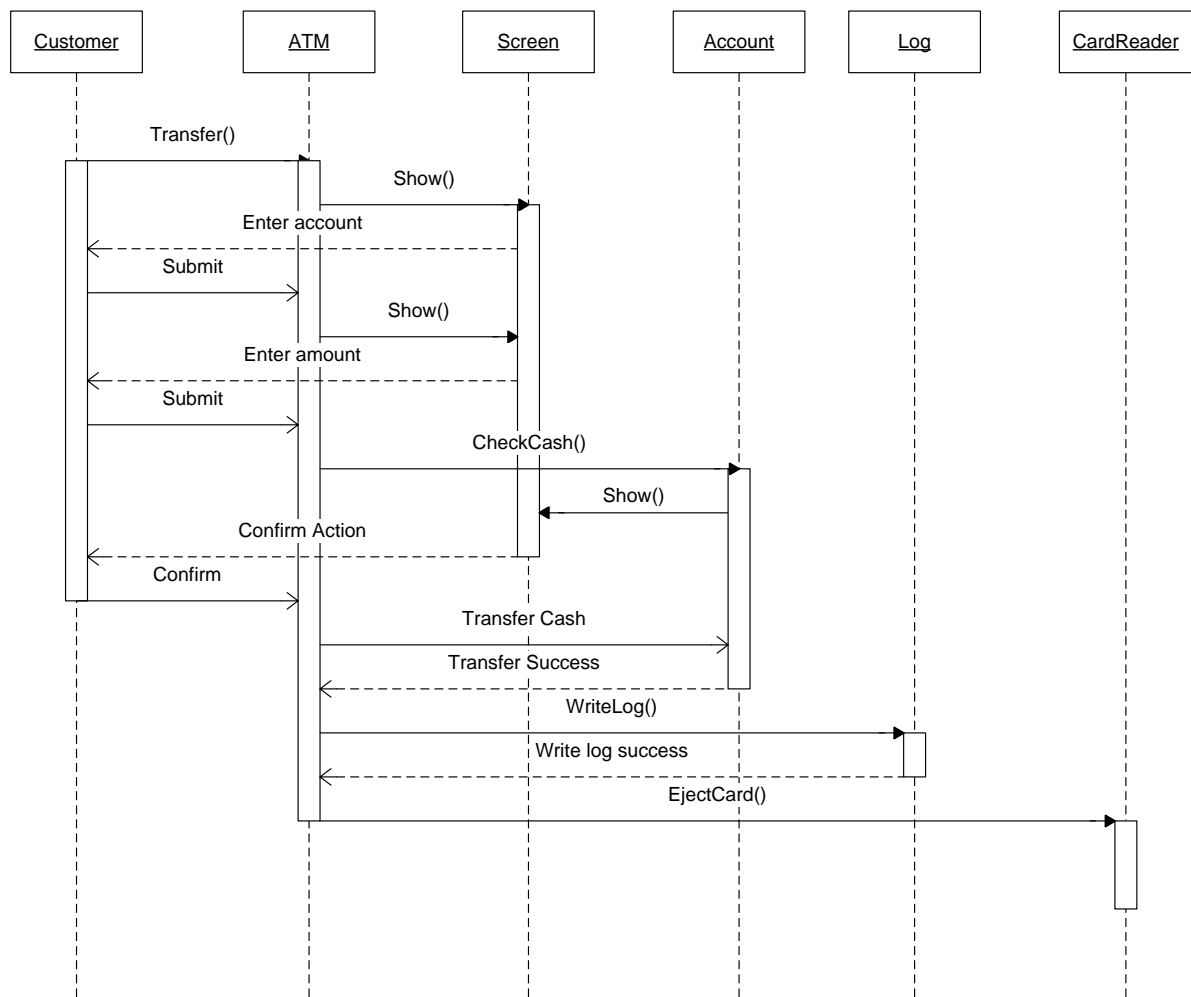 Customer
ATM
Screen
Account
Log
CardReader
Transfer()
Show()
Enter account
Submit
Show()
Enter amount
Submit
CheckCash()
Show()
Confirm Action
Confirm
Transfer Cash
Transfer Success
WriteLog()
Write log success
EjectCard()